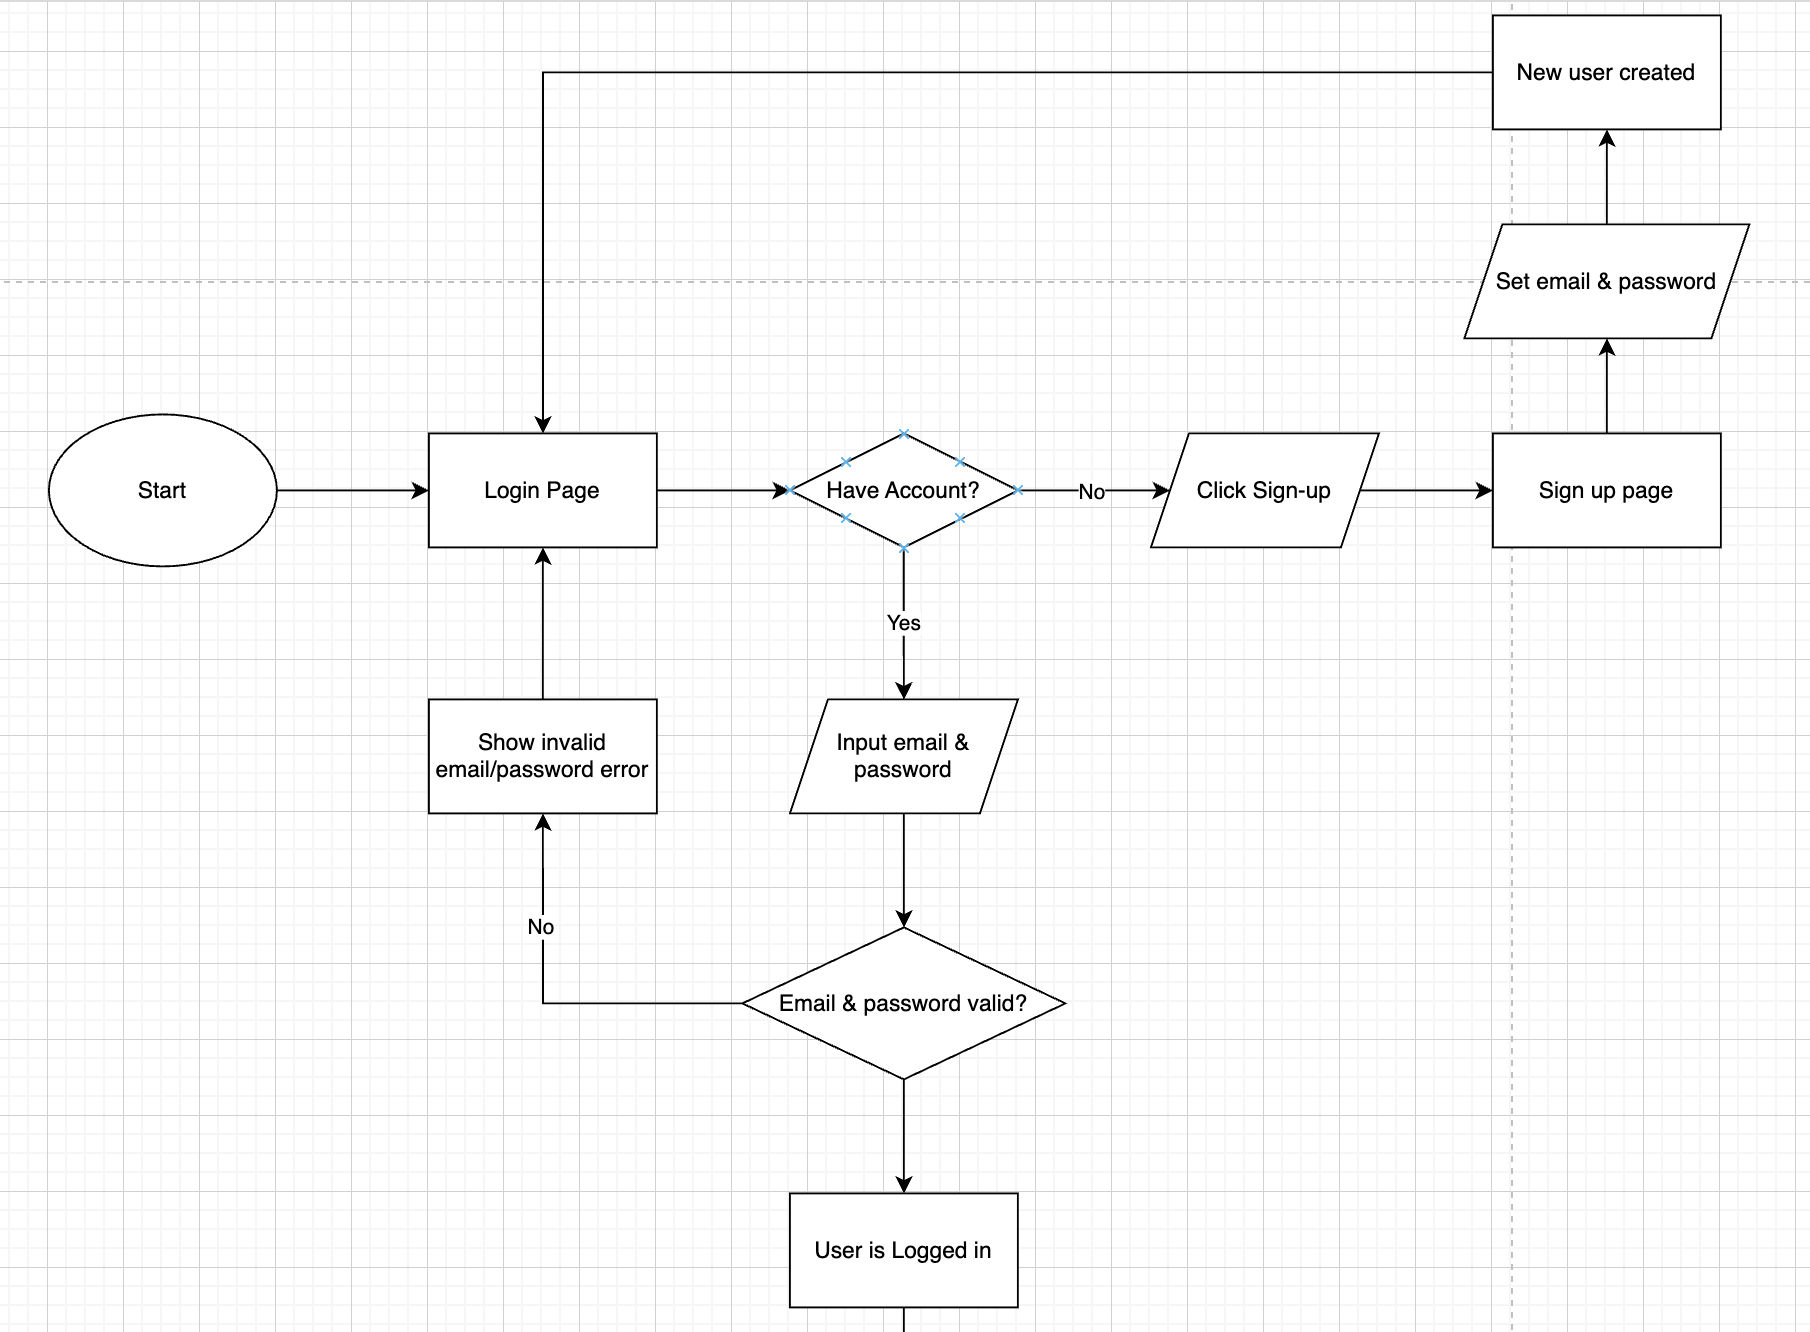 New user created
Set email & password
Start
Login Page
Have Account?
No
Click Sign-up
Sign up page
Yes
Show invalid
email/password error
Input email &
password
No
Email & password valid?
User is Logged in